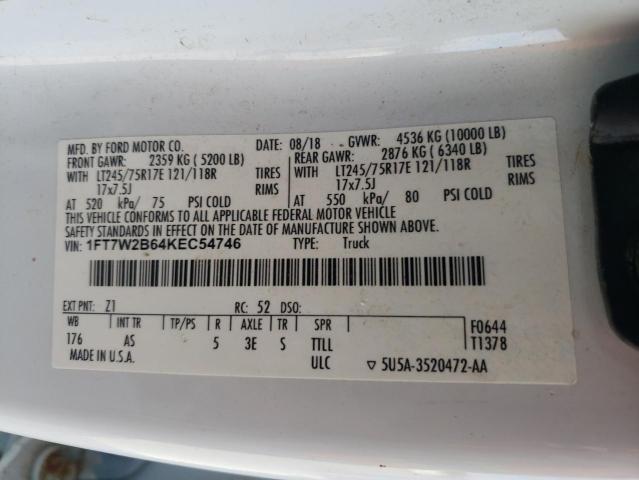 MFD. BY FORD MOTOR CO. DATE: 08/18 GVWR: 4536 KG (10000 LB)
FRONT GAWR: 2359 KG ( 5200 LB) REAR GAWR: 2876 KG ( 6340 LB)
WITH LT245/75R17E 121/118R TIRES WITH LT245/75R17E 121/118R TIRES
17x7.5J RIMS 17x7.5J RIMS
AT 520 kPa/ 75 PSI COLD AT 550 kPa/ 80 PSI COLD
THIS VEHICLE CONFORMS TO ALL APPLICABLE FEDERAL MOTOR VEHICLE
SAFETY STANDARDS IN EFFECT ON THE DATE OF MANUFACTURE SHOWN ABOVE.
VIN: 1FT7W2B64KEC54746 TYPE: Truck
EXT PNT: Z1 RC: 52 DSO:
WB INT TR TP/PS R AXLE TR SPR F0644
176 AS 5 3E S TTLL T1378
MADE IN U.S.A. ULC ▽ 5U5A-3520472-AA